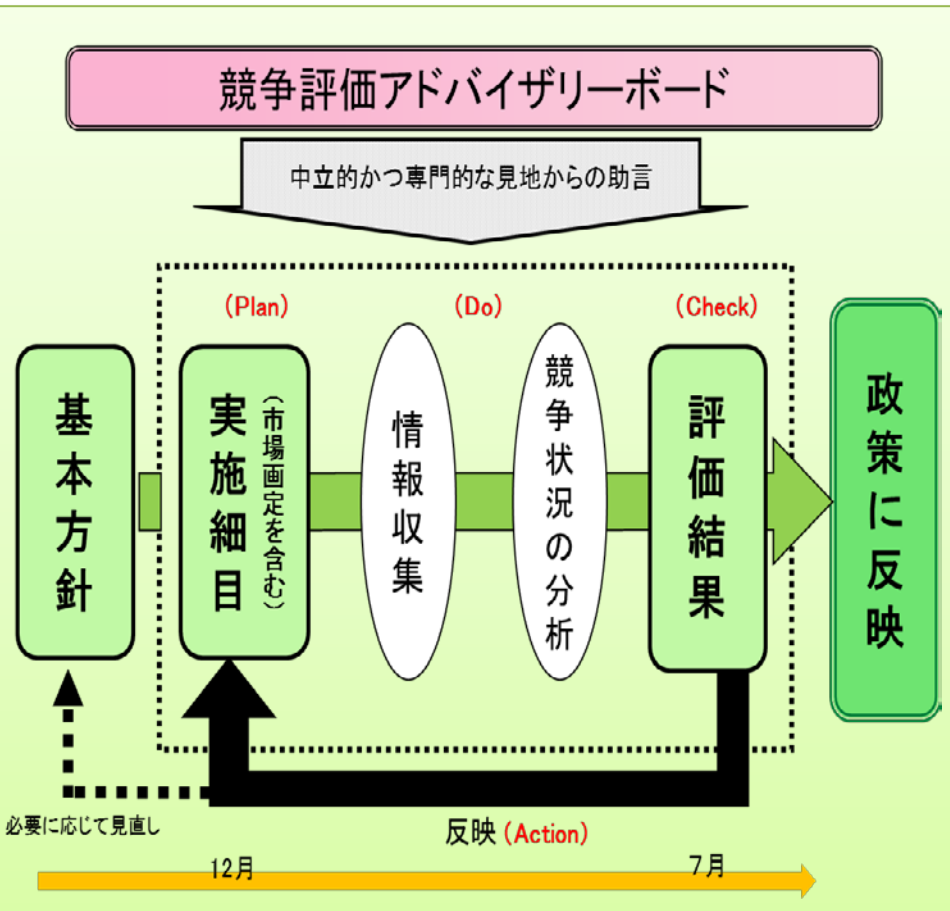 競争評価アドバイザリーボード
中立的かつ専門的な見地からの助言
(Plan)
(Do)
(Check)
基本方針
実施細目
(市場画定を含む)
情報収集
競争状況の分析
評価結果
政策に反映
必要に応じて見直し
反映(Action)
12月
7月